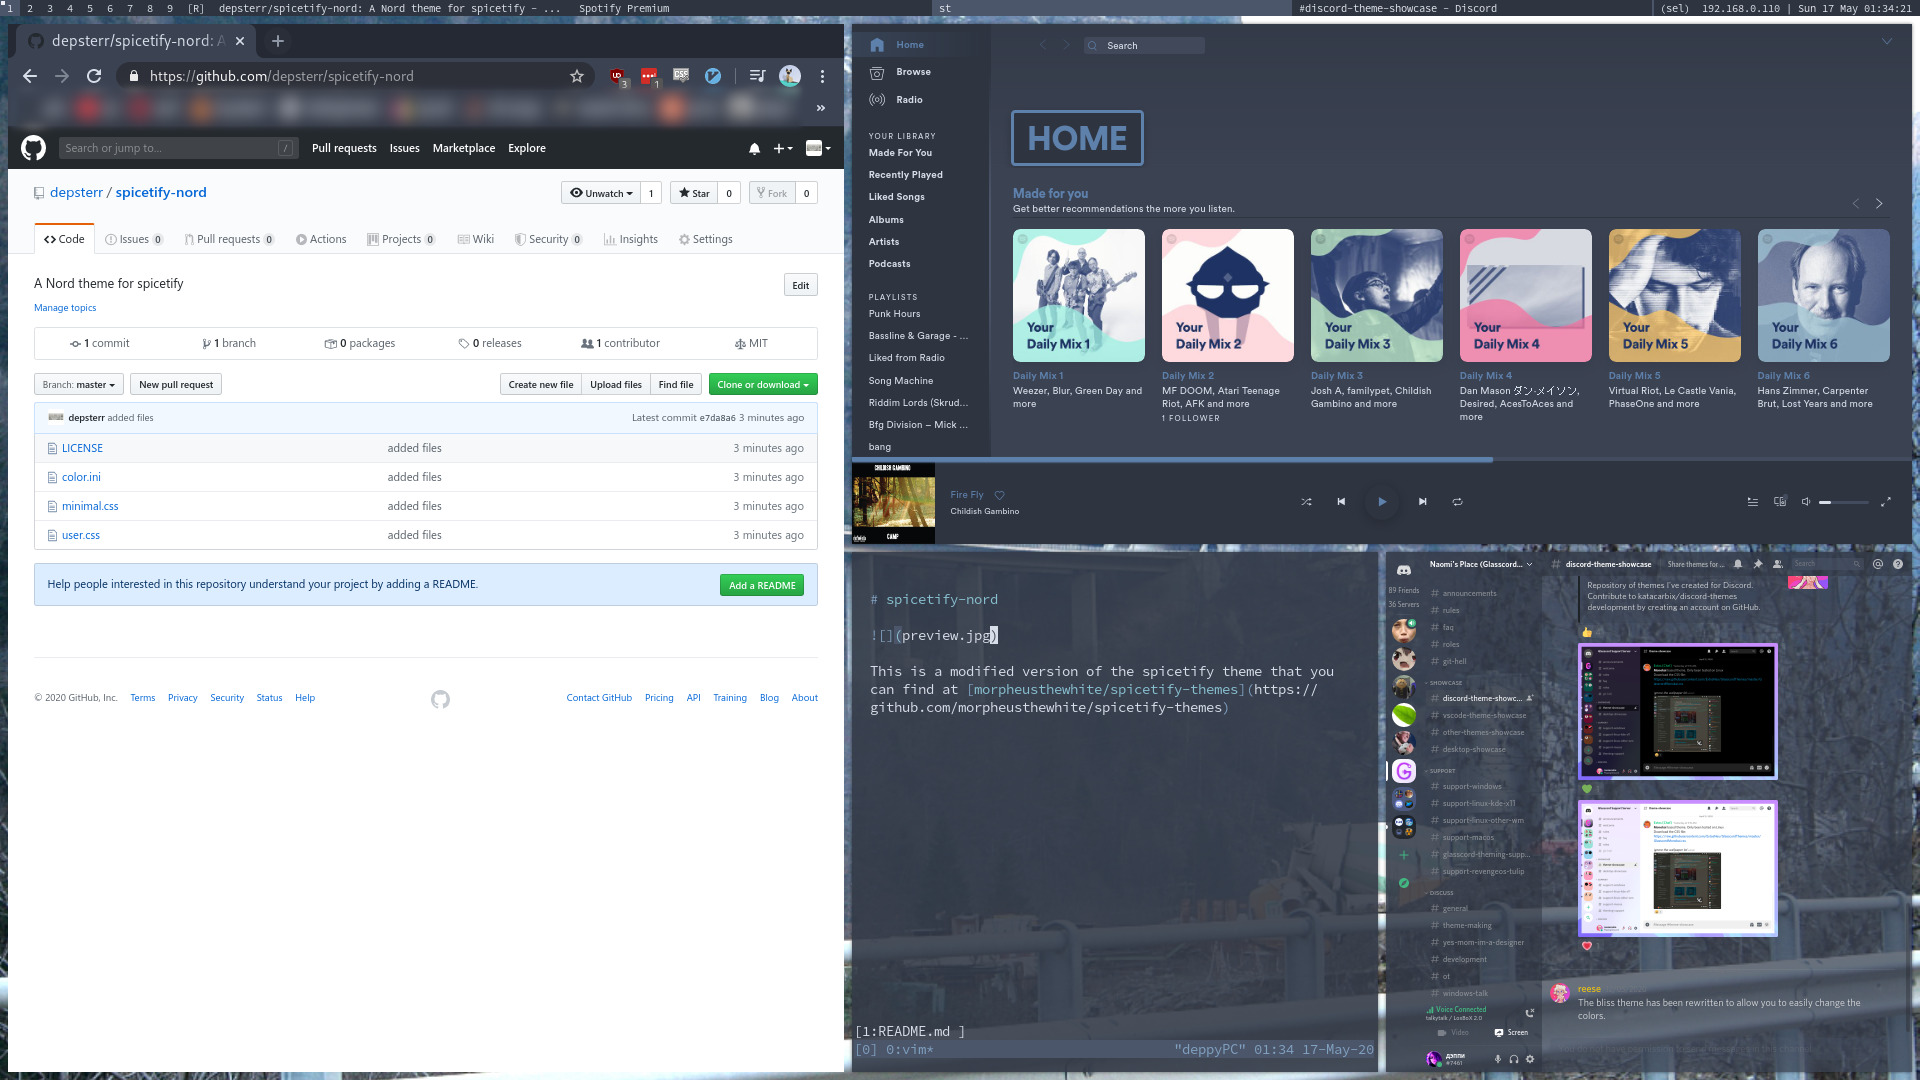 1 2 3 4 5 6 7 8 9 [R] depsterr/spicetify-nord: A Nord theme for spicetify – ... Spotify Premium st #discord-theme-showcase - Discord (sel) 192.168.0.110 | Sun 17 May 01:34:21
depsterr/spicetify-nord: A
https://github.com/depsterr/spicetify-nord
3 1
Search or jump to... /
Pull requests Issues Marketplace Explore
depsterr / spicetify-nord
Unwatch 1 Star 0 Fork 0
Code Issues 0 Pull requests 0 Actions Projects 0 Wiki Security 0 Insights Settings
A Nord theme for spicetify
Edit
Manage topics
1 commit 1 branch 0 packages 0 releases 1 contributor MIT
Branch: master New pull request Create new file Upload files Find file Clone or download
depsterr added files Latest commit e7da8a6 3 minutes ago
LICENSE added files 3 minutes ago
color.ini added files 3 minutes ago
minimal.css added files 3 minutes ago
user.css added files 3 minutes ago
Help people interested in this repository understand your project by adding a README. Add a README
© 2020 GitHub, Inc. Terms Privacy Security Status Help Contact GitHub Pricing API Training Blog About
Home
Browse
Radio
YOUR LIBRARY
Made For You
Recently Played
Liked Songs
Albums
Artists
Podcasts
PLAYLISTS
Punk Hours
Bassline & Garage - ...
Liked from Radio
Song Machine
Riddim Lords (Skrud...
Bfg Division – Mick ...
bang
Search
HOME
Made for you
Get better recommendations the more you listen.
Your Daily Mix 1
Your Daily Mix 2
Your Daily Mix 3
Your Daily Mix 4
Your Daily Mix 5
Your Daily Mix 6
Daily Mix 1
Weezer, Blur, Green Day and
more
Daily Mix 2
MF DOOM, Atari Teenage
Riot, AFK and more
1 FOLLOWER
Daily Mix 3
Josh A, familypet, Childish
Gambino and more
Daily Mix 4
Dan Mason ダン·メイソン,
Desired, AcesToAces and
more
Daily Mix 5
Virtual Riot, Le Castle Vania,
PhaseOne and more
Daily Mix 6
Hans Zimmer, Carpenter
Brut, Lost Years and more
CHILDISH GAMBINO
CAMP
Fire Fly
Childish Gambino
# spicetify-nord
![](preview.jpg)
This is a modified version of the spicetify theme that you
can find at [morpheusthewhite/spicetify-themes](https://
github.com/morpheusthewhite/spicetify-themes)
[1:README.md ]
[0] 0:vim* "deppyPC" 01:34 17-May-20
89 Friends
36 Servers
Naomi's Place (Glasscord...
# announcements
# rules
# faq
# roles
# git-hell
SHOWCASE
# discord-theme-showc...
# vscode-theme-showcase
# other-themes-showcase
# desktop-showcase
SUPPORT
# support-windows
# support-linux-kde-x11
# support-linux-other-wm
# support-macos
# glasscord-theming-supp...
# support-revengeos-tulip
DISCUSS
# general
# theme-making
# yes-mom-im-a-designer
# development
# ot
# windows-talk
Voice Connected
talkytalk / LosBoX 2.0
Video Screen
дэппи
#7461
# discord-theme-showcase Share themes for ... Search
Repository of themes I've created for Discord.
Contribute to katacarbix/discord-themes
development by creating an account on GitHub.
reese
The bliss theme has been rewritten to allow you to easily change the
colors.